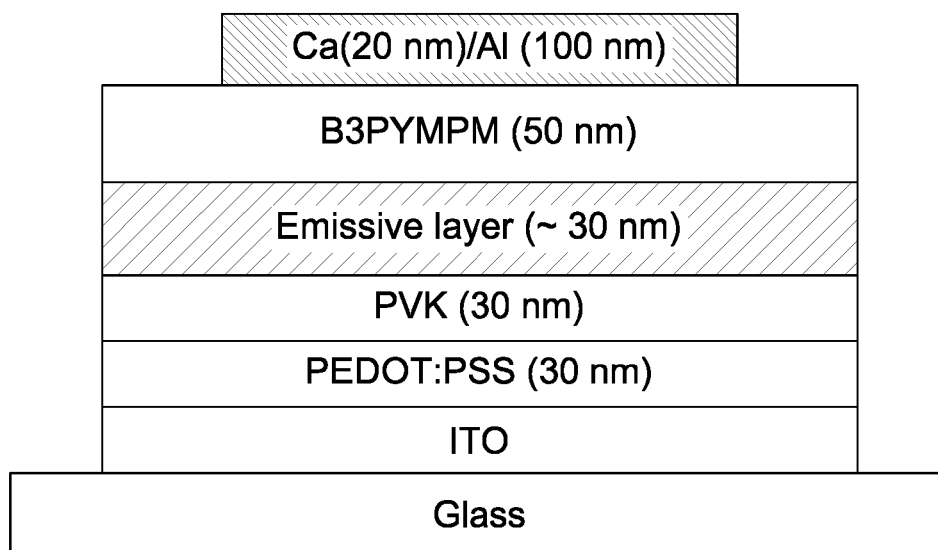 Ca(20 nm)/Al (100 nm)
B3PYMPM (50 nm)
Emissive layer (~ 30 nm)
PVK (30 nm)
PEDOT:PSS (30 nm)
ITO
Glass